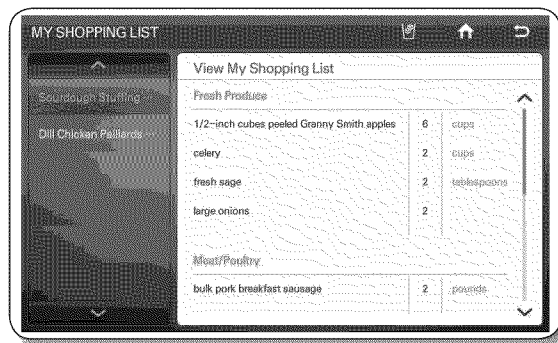 MY SHOPPING LIST
Sourdough Stuffing
Dill Chicken Paillards ...
View My Shopping List
Fresh Produce
1/2-inch cubes peeled Granny Smith apples 6 cups
celery 2 cups
fresh sage 2 tablespoons
large onions 2
Meat/Poultry
bulk pork breakfast sausage 2 pounds